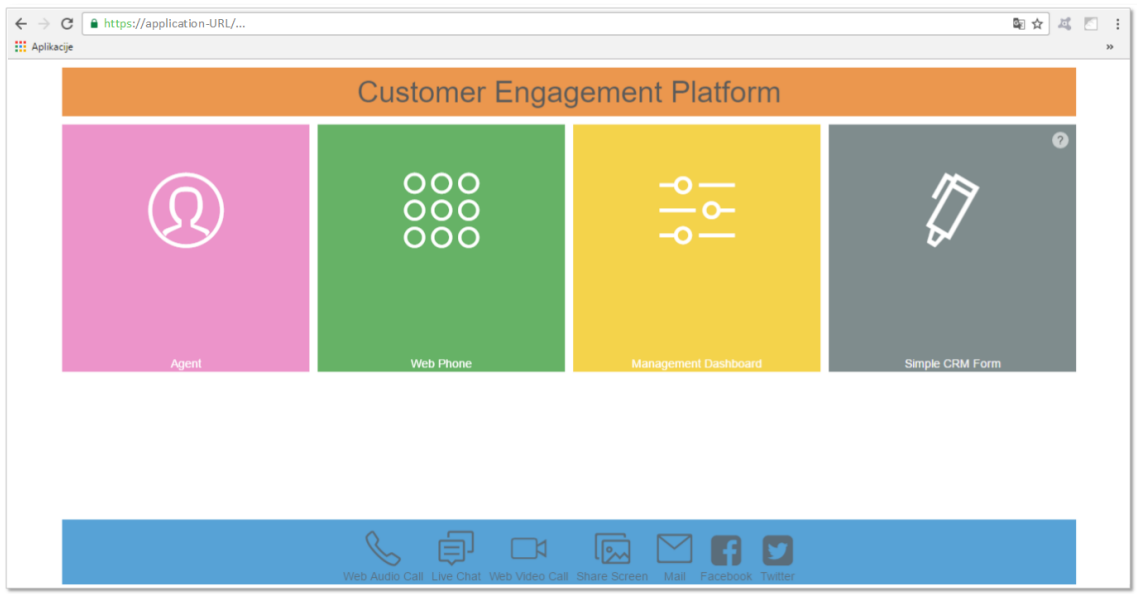 https://application-URL/...
Aplikacije
»
Customer Engagement Platform
?
Agent Web Phone Management Dashboard Simple CRM Form
Web Audio Call Live Chat Web Video Call Share Screen Mail Facebook Twitter